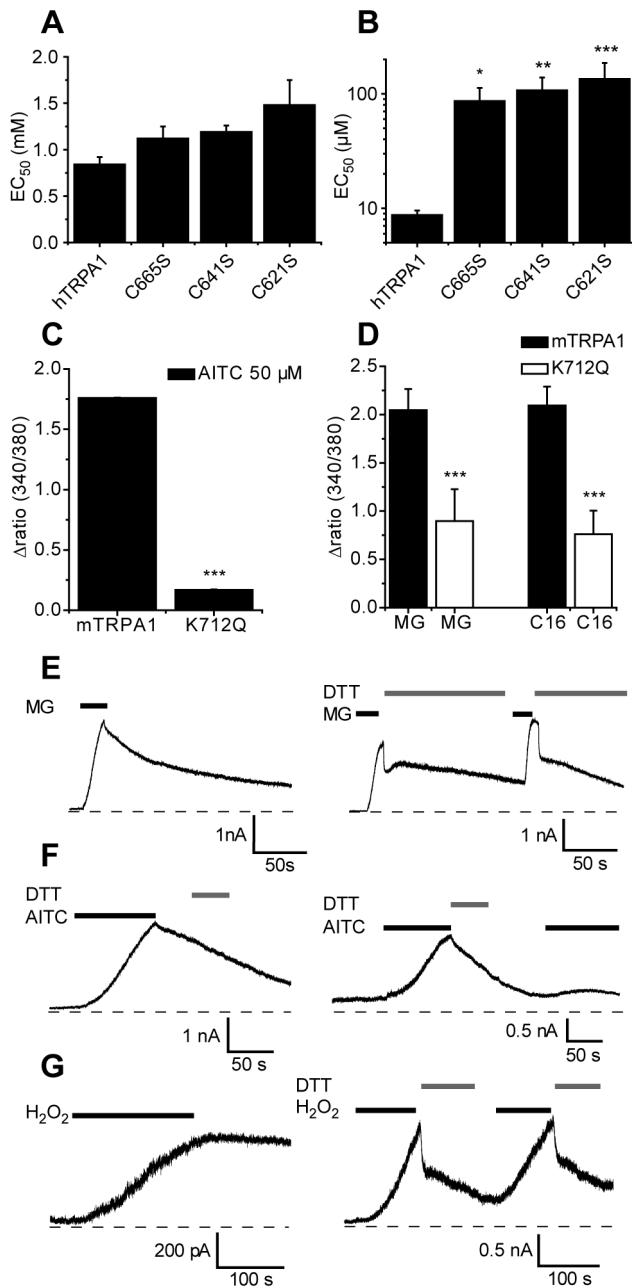 A
EC50 (mM)
2.0
1.5
1.0
0.5
0.0
hTRPA1
C665S
C641S
C621S
B
EC50 (µM)
100
10
*
**
***
hTRPA1
C665S
C641S
C621S
C
Δratio (340/380)
2.0
1.5
1.0
0.5
0.0
AITC 50 µM
***
mTRPA1
K712Q
D
mTRPA1
K712Q
Δratio (340/380)
2.5
2.0
1.5
1.0
0.5
0.0
***
***
MG
MG
C16
C16
E
MG
1nA
50s
DTT
MG
1 nA
50s
F
DTT
AITC
1 nA
50 s
DTT
AITC
0.5 nA
50 s
G
H2O2
200 pA
100 s
DTT
H2O2
0.5 nA
100 s